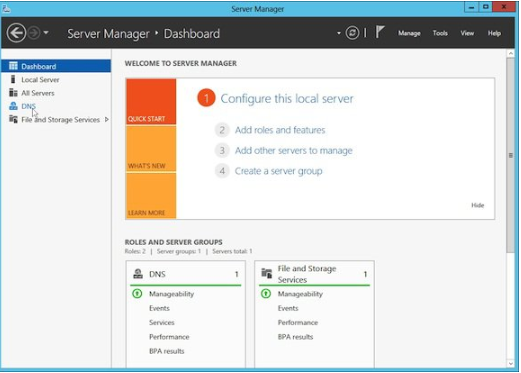 Server Manager
Server Manager • Dashboard
Manage Tools View Help
Dashboard
Local Server
All Servers
DNS
File and Storage Services
WELCOME TO SERVER MANAGER
QUICK START
WHAT'S NEW
LEARN MORE
1 Configure this local server
2 Add roles and features
3 Add other servers to manage
4 Create a server group
Hide
ROLES AND SERVER GROUPS
Roles: 2 | Server groups: 1 | Servers total: 1
DNS 1
Manageability
Events
Services
Performance
BPA results
File and Storage
Services 1
Manageability
Events
Performance
BPA results